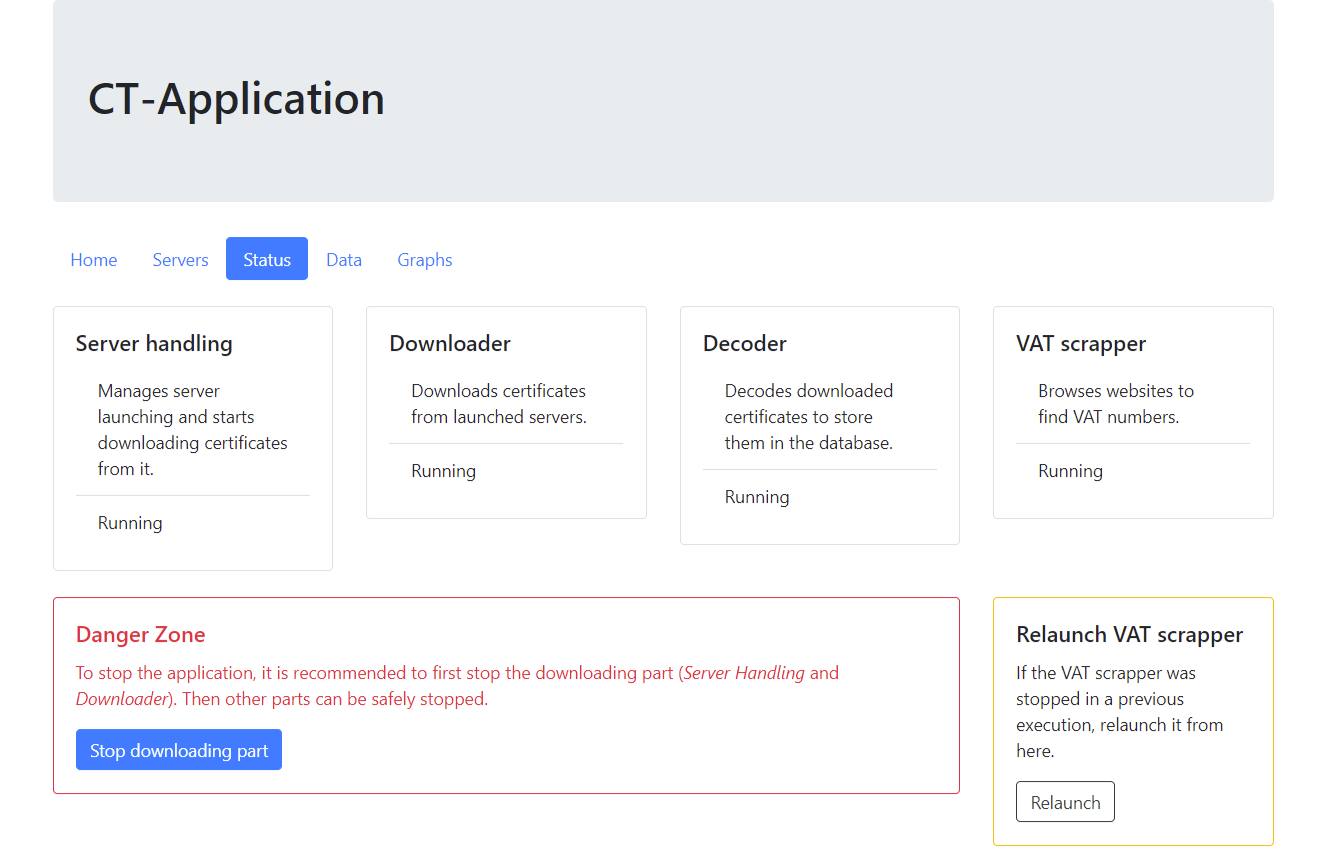 CT-Application
Home Servers Status Data Graphs
Server handling
Manages server
launching and starts
downloading certificates
from it.
Running
Downloader
Downloads certificates
from launched servers.
Running
Decoder
Decodes downloaded
certificates to store
them in the database.
Running
VAT scrapper
Browses websites to
find VAT numbers.
Running
Danger Zone
To stop the application, it is recommended to first stop the downloading part (Server Handling and
Downloader). Then other parts can be safely stopped.
Stop downloading part
Relaunch VAT scrapper
If the VAT scrapper was
stopped in a previous
execution, relaunch it from
here.
Relaunch